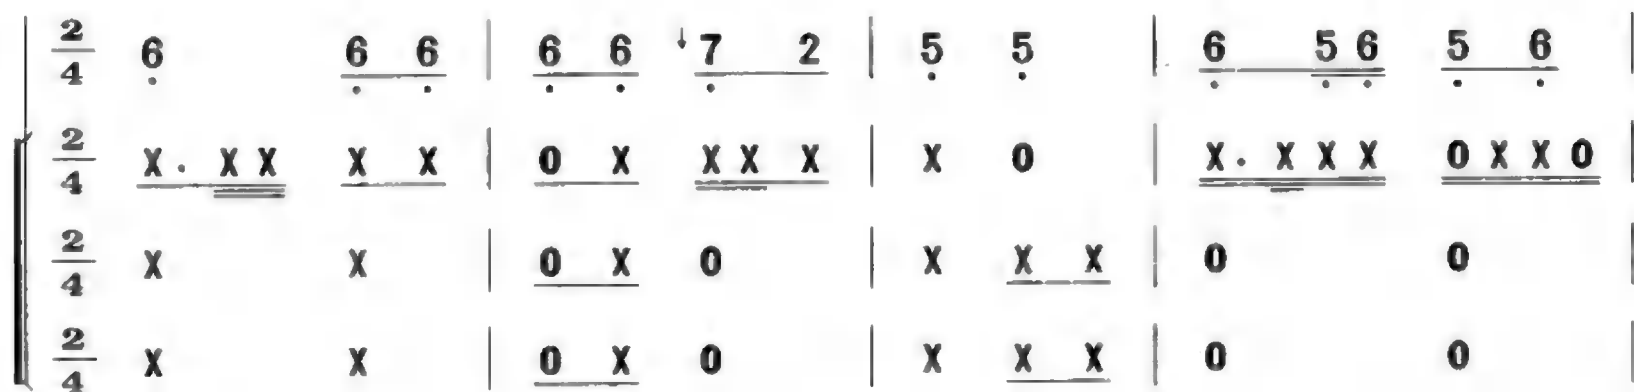 2/4 6 6 6 | 6 6 ↓7 2 | 5 5 | 6 5 6 5 6 |
2/4 X. X X X X | 0 X X X X | X 0 | X. X X X 0 X X 0 |
2/4 X X | 0 X 0 | X X X | 0 0 |
2/4 X X | 0 X 0 | X X X | 0 0 |